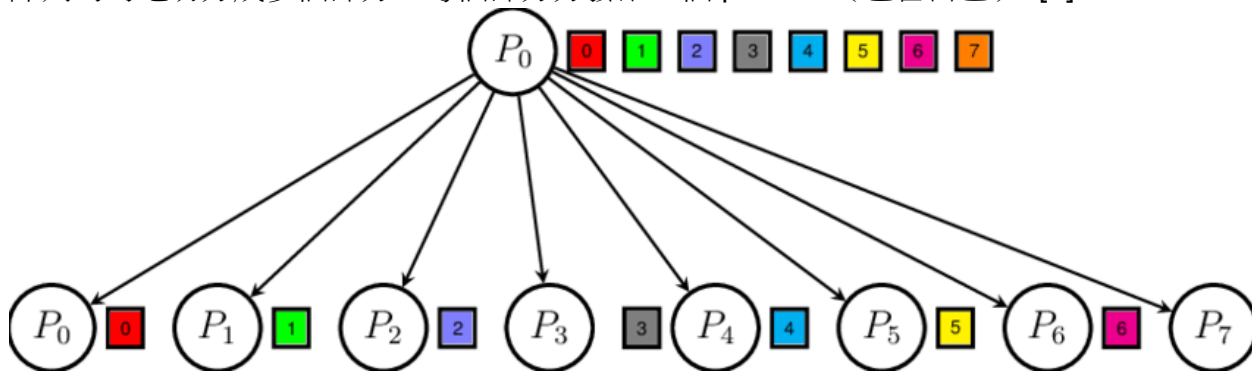 P₀ 0 1 2 3 4 5 6 7
P₀ 0 P₁ 1 P₂ 2 P₃ 3 P₄ 4 P₅ 5 P₆ 6 P₇